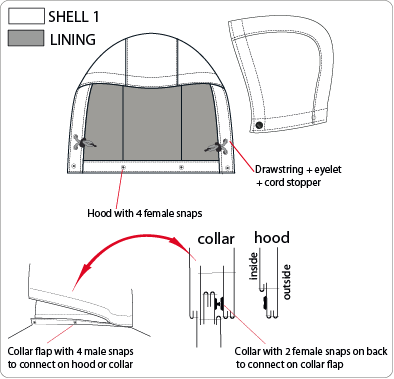 SHELL 1
LINING
Drawstring + eyelet
+ cord stopper
Hood with 4 female snaps
collar
hood
inside
outside
Collar flap with 4 male snaps
to connect on hood or collar
Collar with 2 female snaps on back
to connect on collar flap